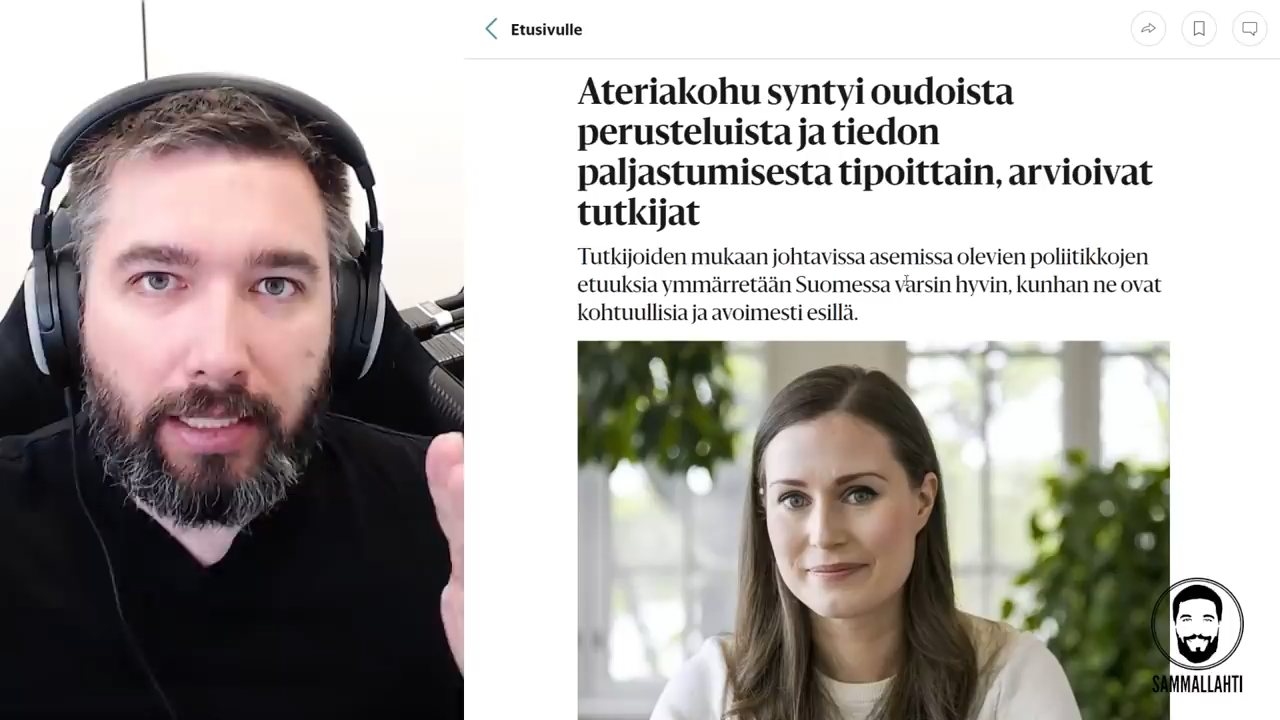 Etusivulle
Ateriakohu syntyi oudoista
perusteluista ja tiedon
paljastumisesta tipoittain, arvioivat
tutkijat
Tutkijoiden mukaan johtavissa asemissa olevien poliitikkojen
etuuksia ymmärretään Suomessa varsin hyvin, kunhan ne ovat
kohtuullisia ja avoimesti esillä.
SAMMALLAHTI